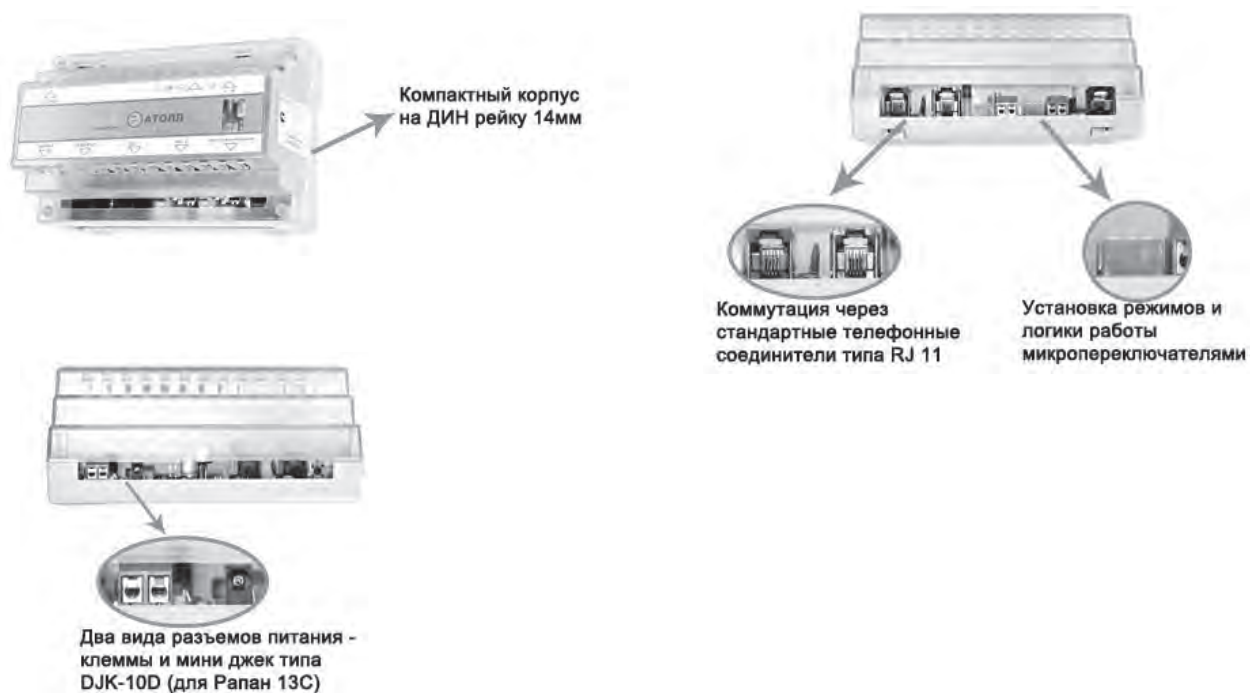 АТОЛЛ
Компактный корпус
на ДИН рейку 14мм
Коммутация через
стандартные телефонные
соединители типа RJ 11
Установка режимов и
логики работы
микропереключателями
Два вида разъемов питания -
клеммы и мини джек типа
DJK-10D (для Рапан 13С)